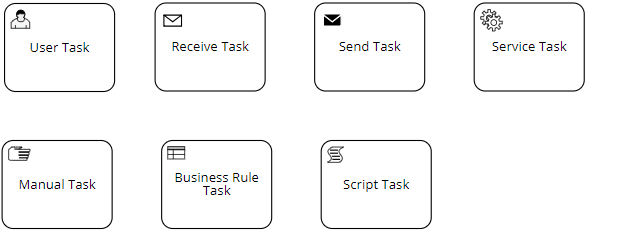 User Task
Receive Task
Send Task
Service Task
Manual Task
Business Rule
Task
Script Task